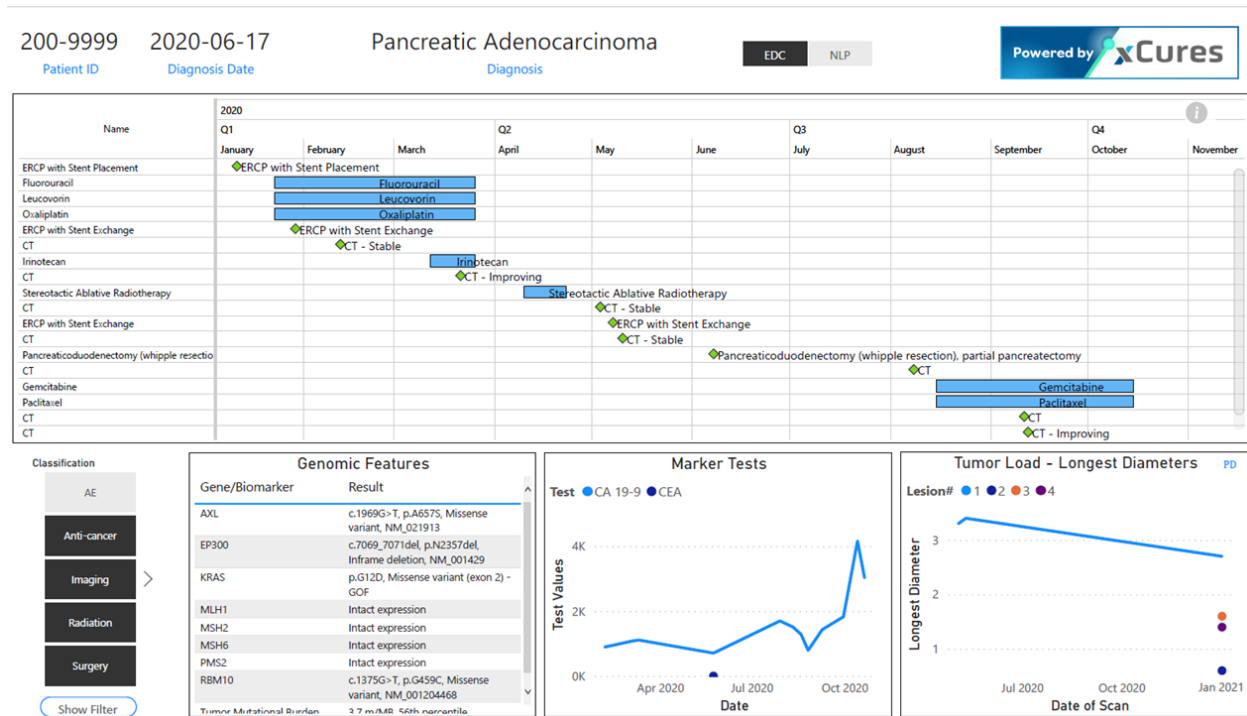 200-9999
2020-06-17
Pancreatic Adenocarcinoma
Patient ID
Diagnosis Date
Diagnosis
EDC
NLP
Powered by xCures
2020
i
Name
Q1
Q2
Q3
Q4
January
February
March
April
May
June
July
August
September
October
November
ERCP with Stent Placement
ERCP with Stent Placement
Fluorouracil
Fluorouracil
Leucovorin
Leucovorin
Oxaliplatin
Oxaliplatin
ERCP with Stent Exchange
ERCP with Stent Exchange
CT
CT - Stable
Irinotecan
Irinotecan
CT
CT - Improving
Stereotactic Ablative Radiotherapy
Stereotactic Ablative Radiotherapy
CT
CT - Stable
ERCP with Stent Exchange
ERCP with Stent Exchange
CT
CT - Stable
Pancreaticoduodenectomy (whipple resectio
Pancreaticoduodenectomy (whipple resection), partial pancreatectomy
CT
CT
Gemcitabine
Gemcitabine
Paclitaxel
Paclitaxel
CT
CT
CT
CT - Improving
Classification
AE
Anti-cancer
Imaging
Radiation
Surgery
Show Filter
Genomic Features
Gene/Biomarker
Result
AXL
c.1969G>T, p.A657S, Missense
variant, NM_021913
EP300
c.7069_7071del, p.N2357del,
Inframe deletion, NM_001429
KRAS
p.G12D, Missense variant (exon 2) -
GOF
MLH1
Intact expression
MSH2
Intact expression
MSH6
Intact expression
PMS2
Intact expression
RBM10
c.1375G>T, p.G459C, Missense
variant, NM_001204468
Tumor Mutational Burden
3.7 m/MB, 56th percentile
Marker Tests
Test
CA 19-9
CEA
Test Values
4K
2K
0K
Apr 2020
Jul 2020
Oct 2020
Date
Tumor Load - Longest Diameters
PD
Lesion#
1
2
3
4
Longest Diameter
3
2
1
Jul 2020
Oct 2020
Jan 2021
Date of Scan